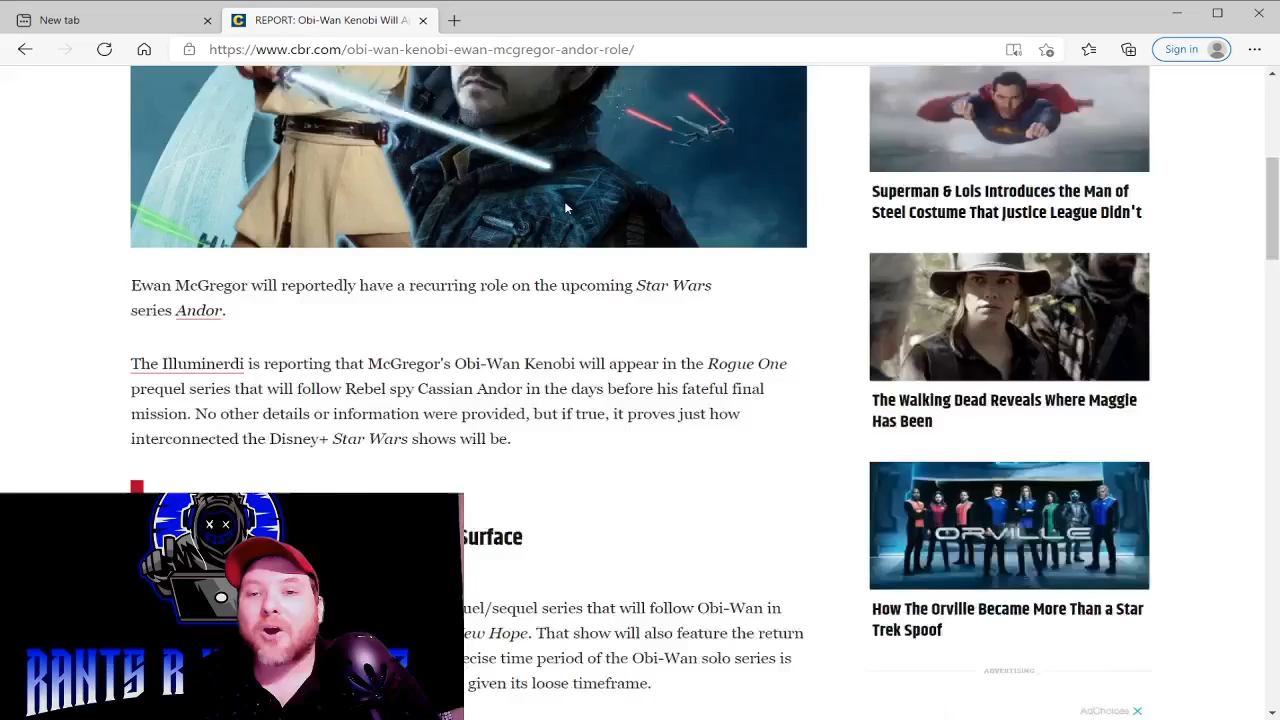 New tab
REPORT: Obi-Wan Kenobi Will A
https://www.cbr.com/obi-wan-kenobi-ewan-mcgregor-andor-role/
Sign in
Ewan McGregor will reportedly have a recurring role on the upcoming Star Wars
series Andor.
The Illuminerdi is reporting that McGregor's Obi-Wan Kenobi will appear in the Rogue One
prequel series that will follow Rebel spy Cassian Andor in the days before his fateful final
mission. No other details or information were provided, but if true, it proves just how
interconnected the Disney+ Star Wars shows will be.
Surface
uel/sequel series that will follow Obi-Wan in
ew Hope. That show will also feature the return
ecise time period of the Obi-Wan solo series is
given its loose timeframe.
RANTS R
Superman & Lois Introduces the Man of
Steel Costume That Justice League Didn't
The Walking Dead Reveals Where Maggie
Has Been
ORVILLE
How The Orville Became More Than a Star
Trek Spoof
ADVERTISING
AdChoices